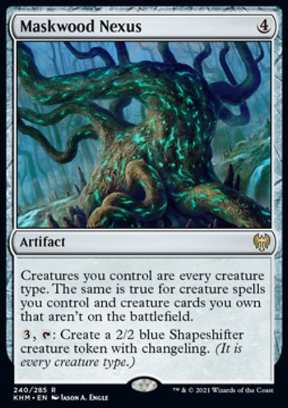 Maskwood Nexus 4
Artifact
Creatures you control are every creature
type. The same is true for creature spells
you control and creature cards you own
that aren't on the battlefield.
3, : Create a 2/2 blue Shapeshifter
creature token with changeling. (It is
every creature type.)
240/285 R
KHM • EN Jason A. Engle
™ & © 2021 Wizards of the Coast